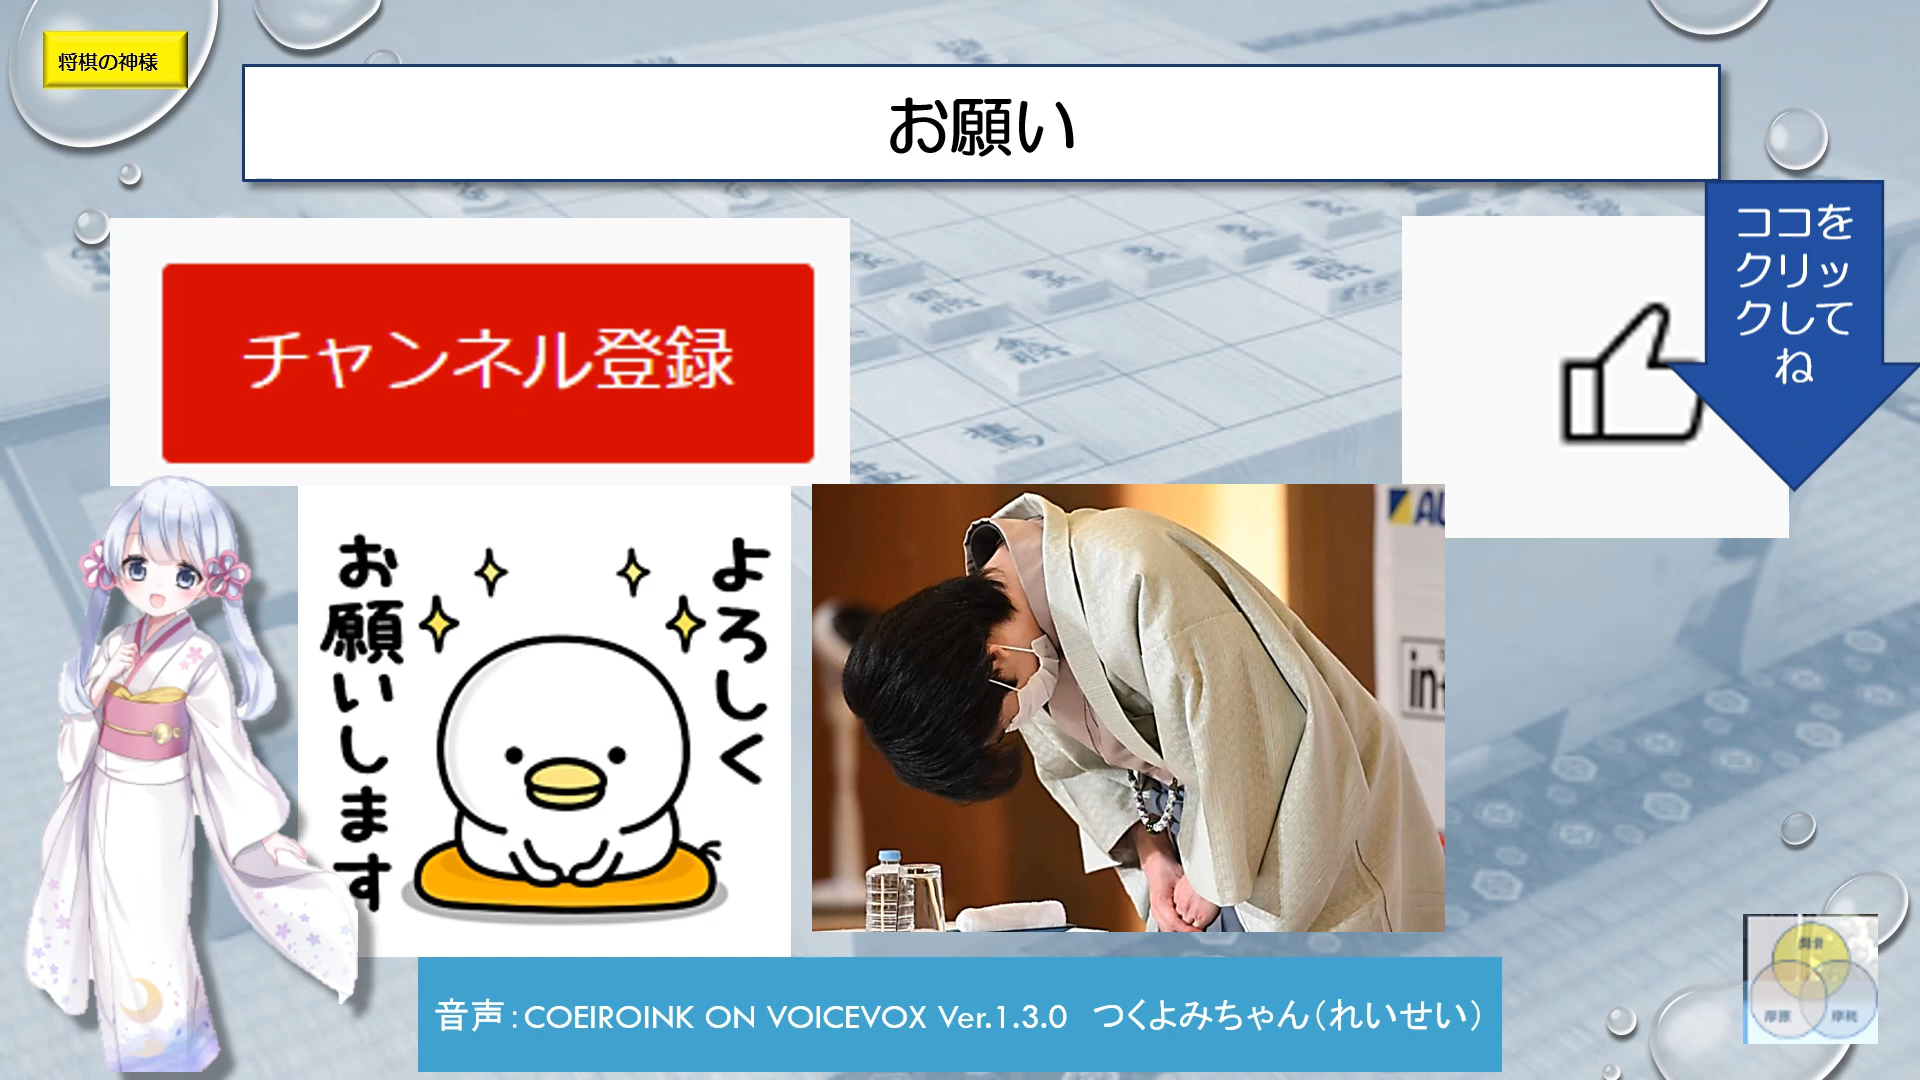 将棋の神様
お願い
ココを
クリッ
クして
ね
チャンネル登録
よろしく
お願いします
音声:COEIROINK ON VOICEVOX Ver.1.3.0 つくよみちゃん(れいせい)